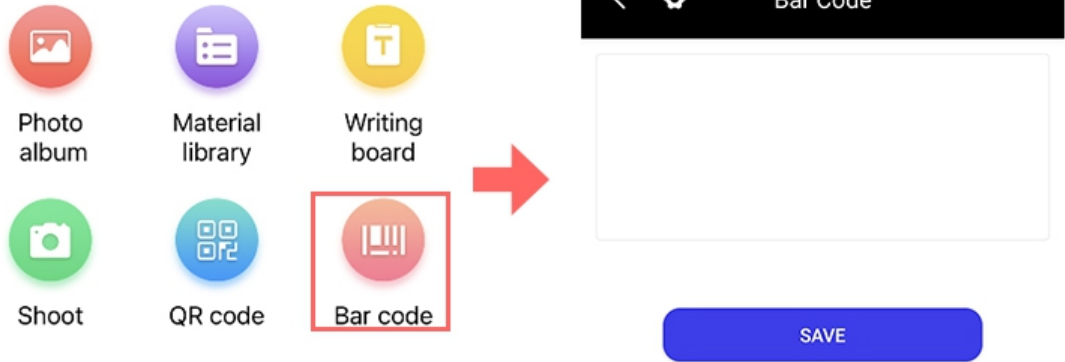 Bar Code
Photo
album
Material
library
Writing
board
Shoot
QR code
Bar code
SAVE